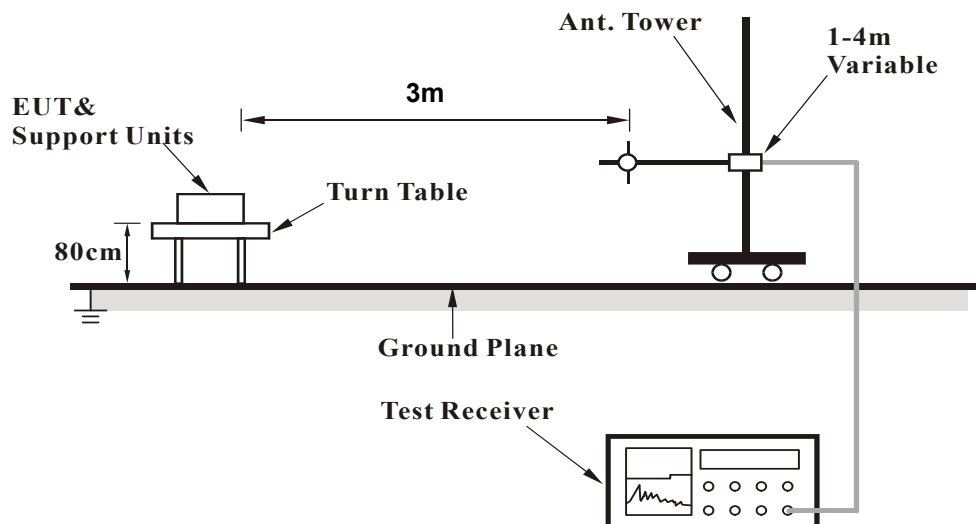 Ant. Tower
1-4m
Variable
3m
EUT&
Support Units
Turn Table
80cm
Ground Plane
Test Receiver